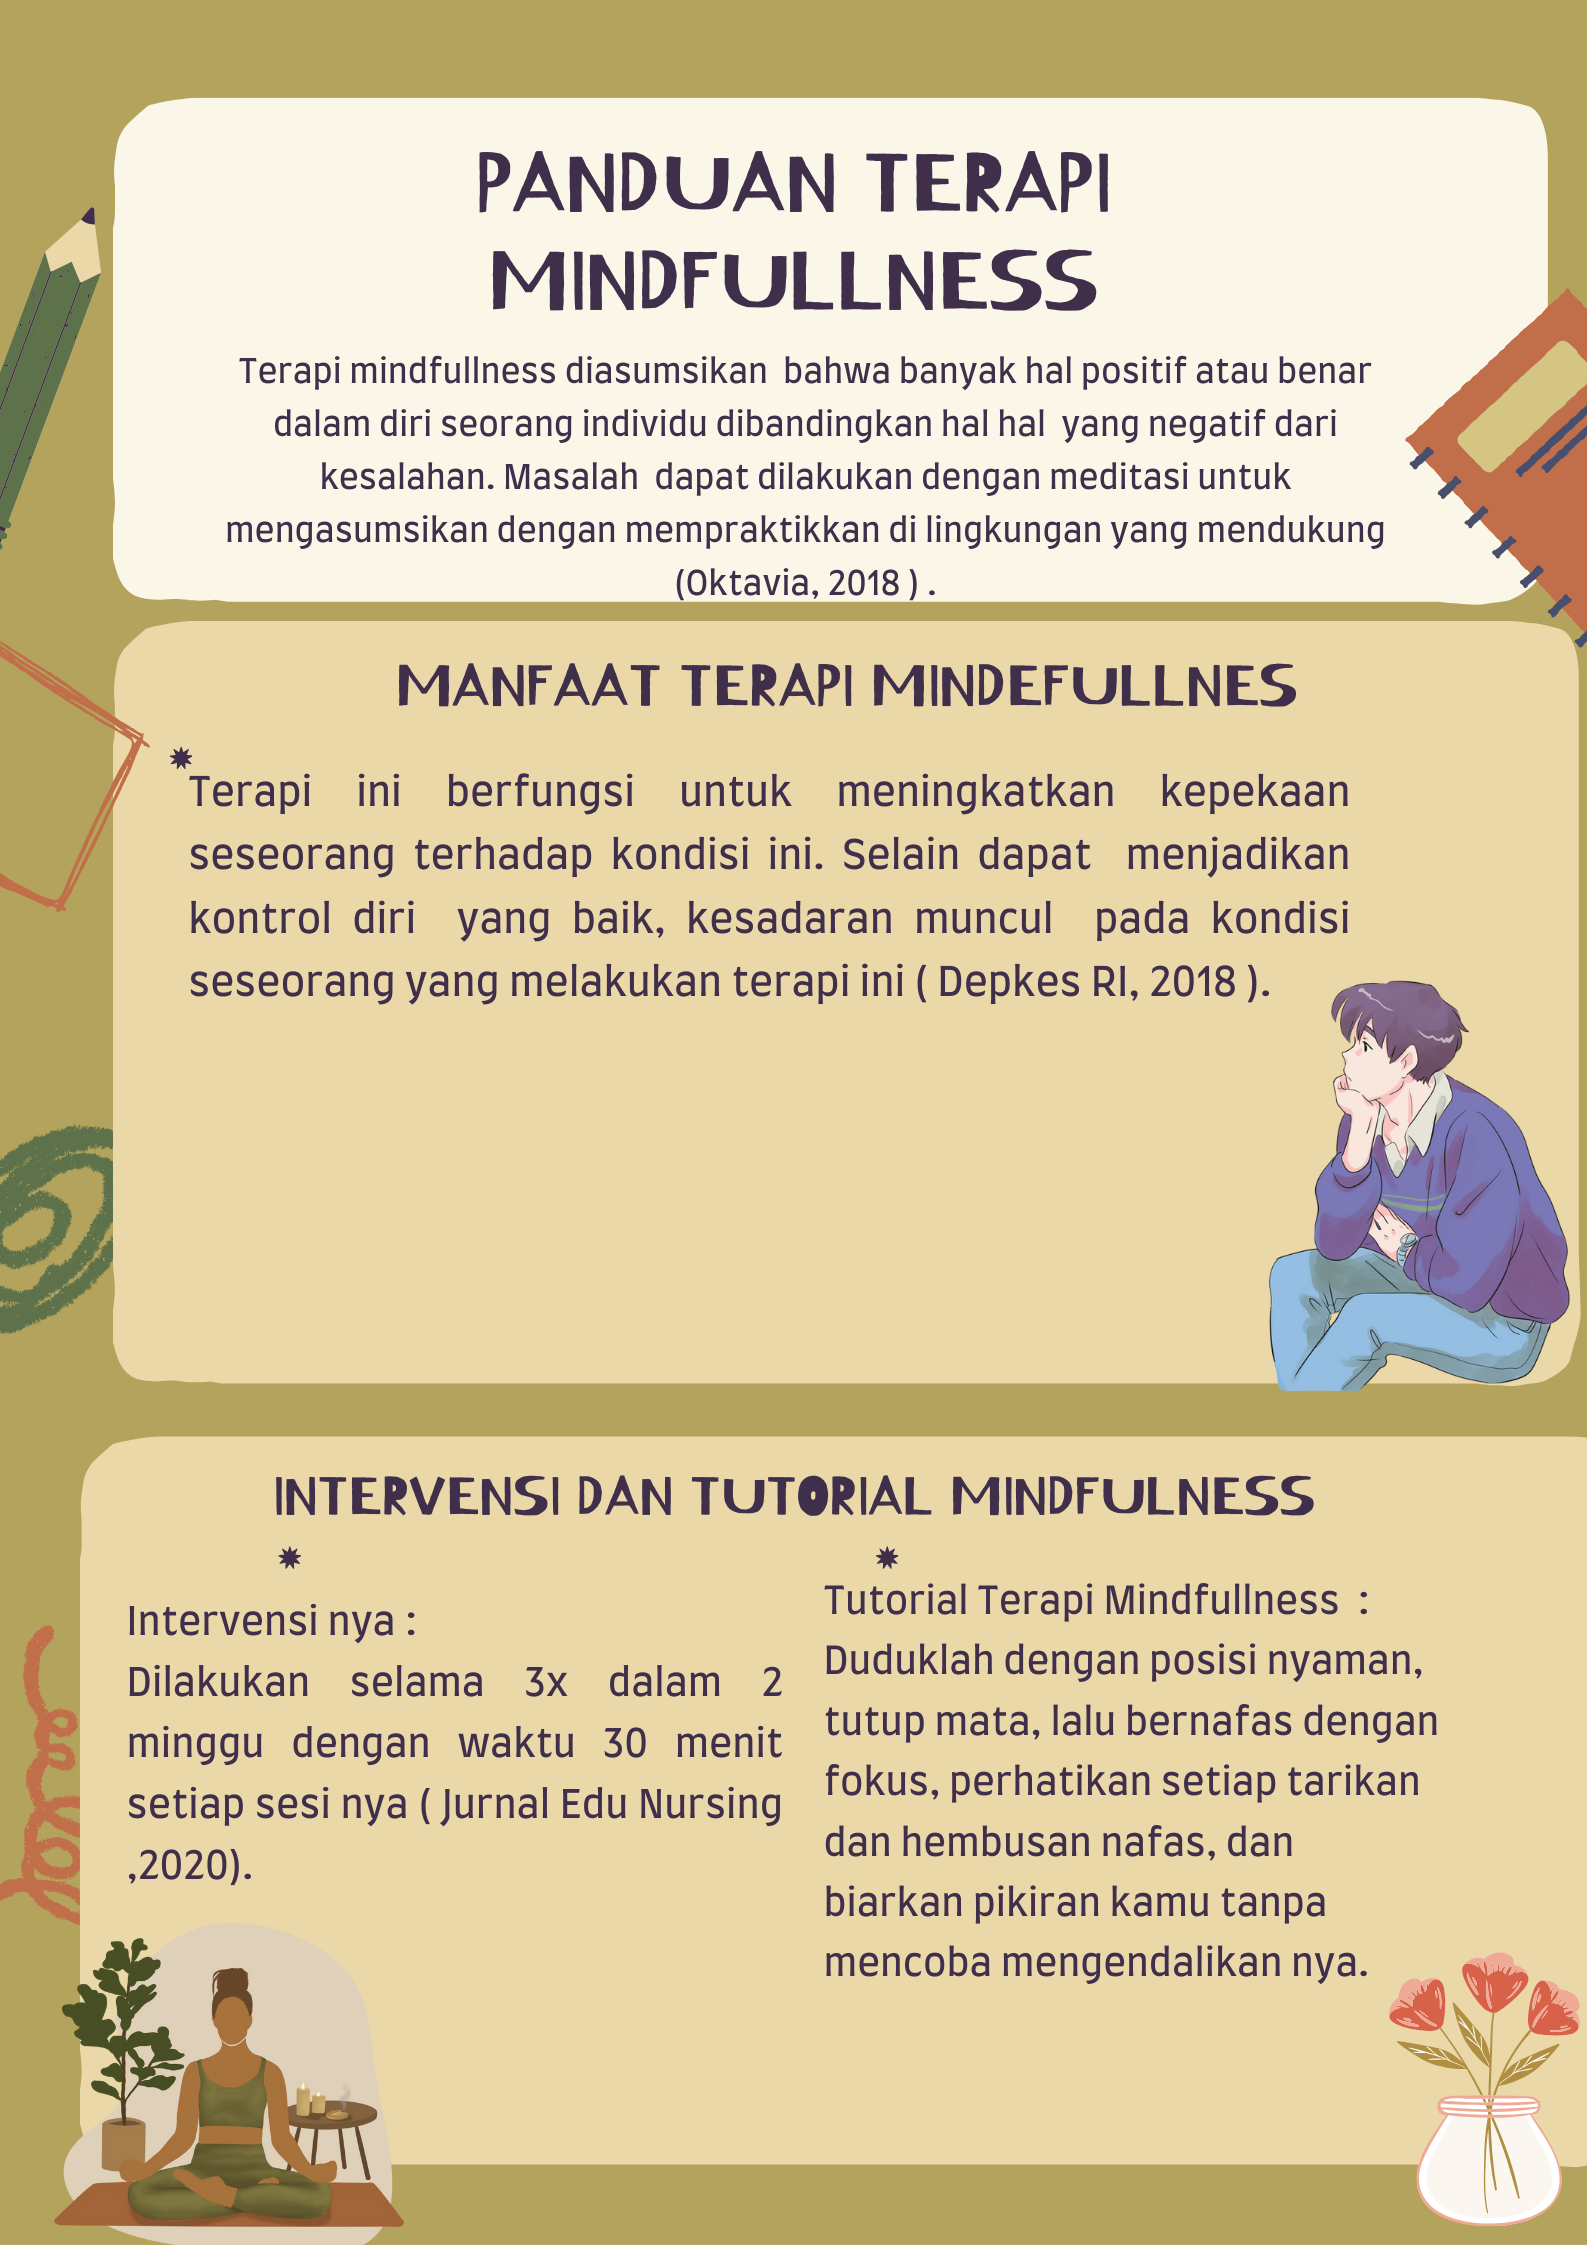 PANDUAN TERAPI
MINDFULLNESS
Terapi mindfullness diasumsikan bahwa banyak hal positif atau benar
dalam diri seorang individu dibandingkan hal hal yang negatif dari
kesalahan. Masalah dapat dilakukan dengan meditasi untuk
mengasumsikan dengan mempraktikkan di lingkungan yang mendukung
(Oktavia, 2018 ) .
MANFAAT TERAPI MINDEFULLNES
Terapi ini berfungsi untuk meningkatkan kepekaan
seseorang terhadap kondisi ini. Selain dapat menjadikan
kontrol diri yang baik, kesadaran muncul pada kondisi
seseorang yang melakukan terapi ini ( Depkes RI, 2018 ).
INTERVENSI DAN TUTORIAL MINDFULNESS
Intervensi nya :
Dilakukan selama 3x dalam 2
minggu dengan waktu 30 menit
setiap sesi nya ( Jurnal Edu Nursing
,2020).
Tutorial Terapi Mindfullness :
Duduklah dengan posisi nyaman,
tutup mata, lalu bernafas dengan
fokus, perhatikan setiap tarikan
dan hembusan nafas, dan
biarkan pikiran kamu tanpa
mencoba mengendalikan nya.